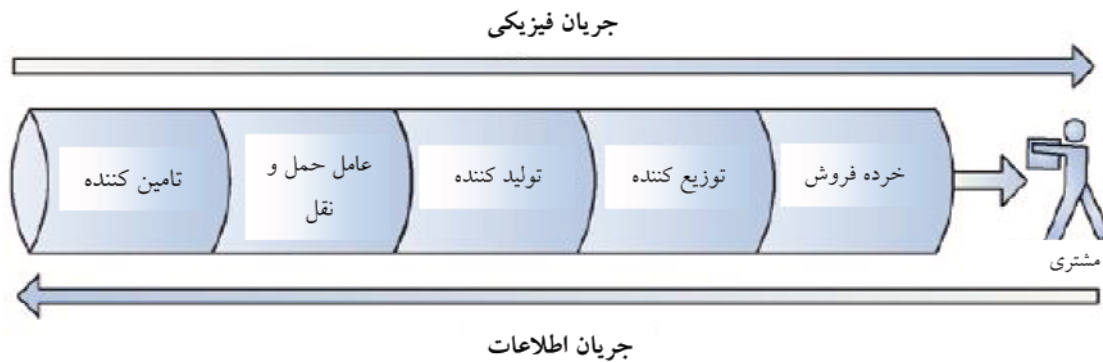 جریان فیزیکی
تامین کننده
عامل حمل و
نقل
تولید کننده
توزیع کننده
خرده فروش
مشتری
جریان اطلاعات